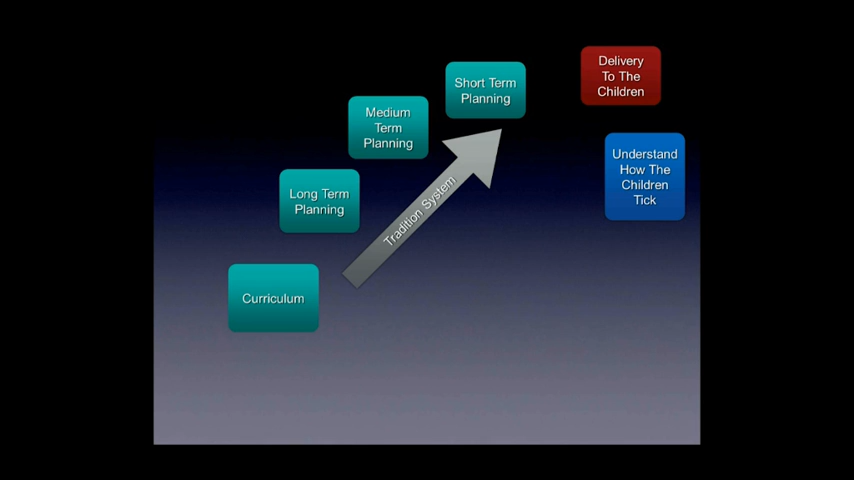 Short Term
Planning
Delivery
To The
Children
Medium
Term
Planning
Understand
How The
Children
Tick
Long Term
Planning
Tradition System
Curriculum